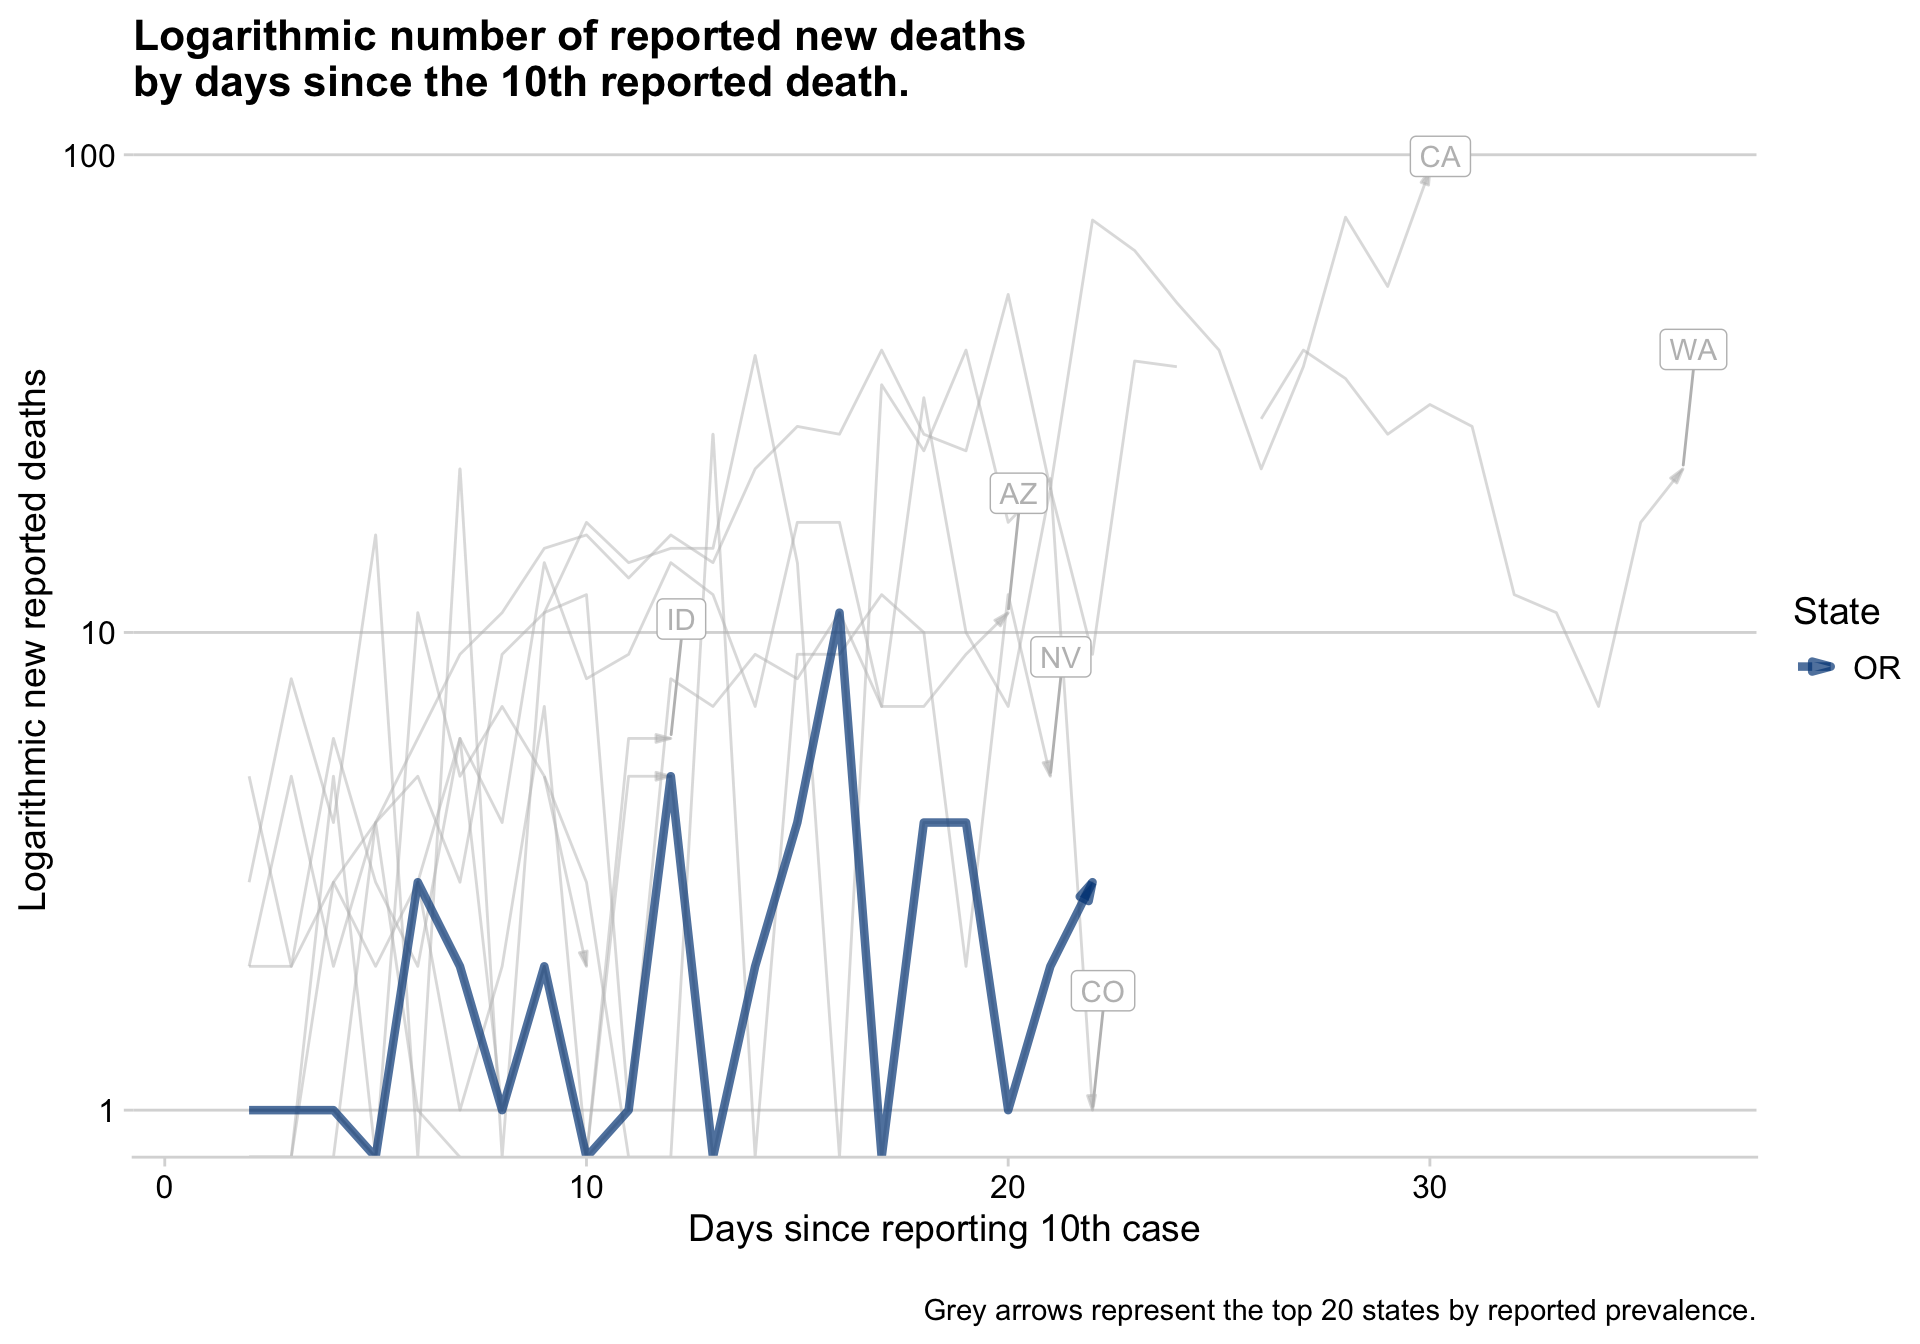 Logarithmic number of reported new deaths
by days since the 10th reported death.
100
CA
WA
AZ
10
ID
NV
CO
1
Logarithmic new reported deaths
0 10 20 30
Days since reporting 10th case
State
OR
Grey arrows represent the top 20 states by reported prevalence.